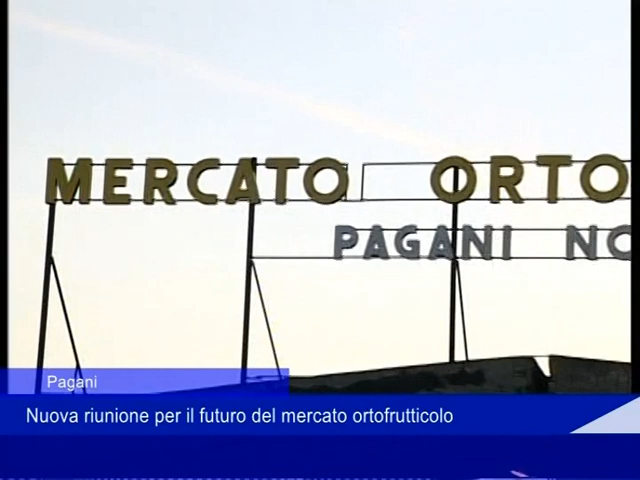 MERCATO ORTO
PAGANI NO
Pagani
Nuova riunione per il futuro del mercato ortofrutticolo